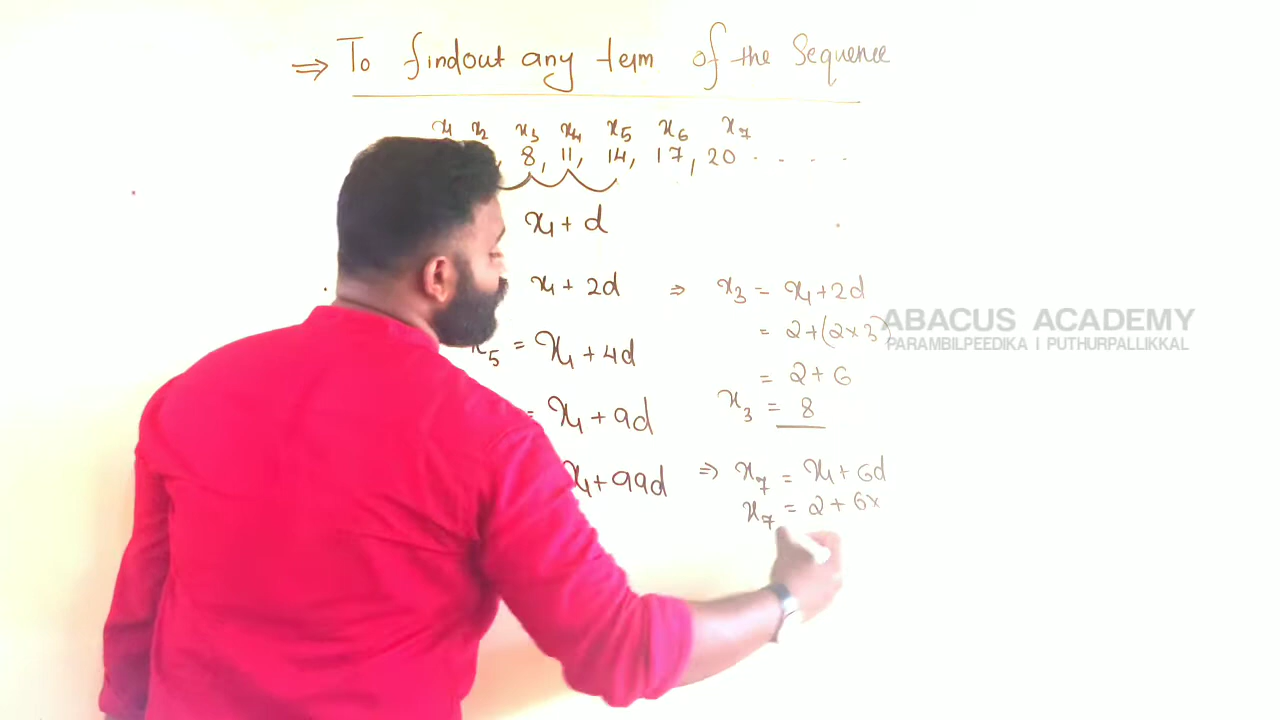 ⇒ To findout any term of the Sequence
x₁ x₂ x₃ x₄ x₅ x₆ x₇
, 8, 11, 14, 17, 20 . . . . .
x₁ + d
x₁ + 2d ⇒ x₃ = x₁ + 2d
= 2 + (2 × 3)
ABACUS ACADEMY
PARAMBILPEEDIKA I PUTHURPALLIKKAL
x₅ = x₁ + 4d
= 2 + 6
x₃ = 8
= x₁ + 9d
x₁ + 99d ⇒ x₇ = x₁ + 6d
x₇ = 2 + 6×